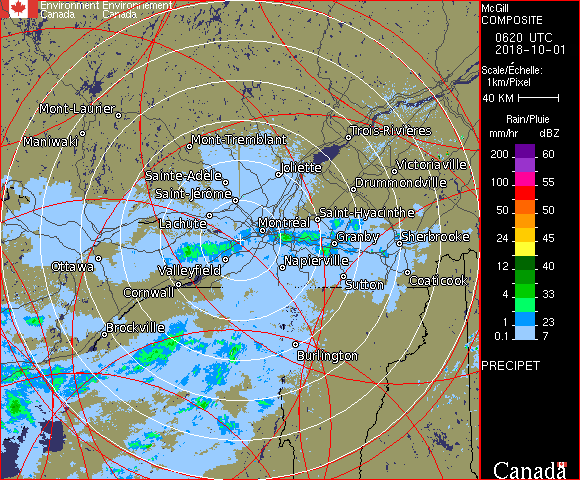 Environment Environnement
Canada Canada
McGill
COMPOSITE
0620 UTC
2018-10-01
Scale/Échelle:
1km/Pixel
40 KM
Rain/Pluie
mm/hr dBZ
200 60
100 55
50 50
24 45
12 40
4 33
1 23
0.1 7
PRECIPET
Canada
Mont-Laurier
Maniwaki
Mont-Tremblant
Trois-Rivières
Sainte-Adèle
Joliette
Victoriaville
Saint-Jérôme
Drummondville
Lachute
Saint-Hyacinthe
Montréal
Granby
Sherbrooke
Ottawa
Valleyfield
Napierville
Cornwall
Sutton
Coaticook
Brockville
Burlington